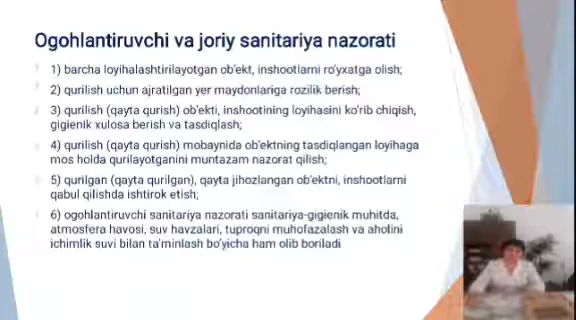 Ogohlantiruvchi va joriy sanitariya nazorati
1) barcha loyihalashtirilayotgan ob'ekt, inshootlarni ro'yxatga olish;
2) qurilish uchun ajratilgan yer maydonlariga rozilik berish;
3) qurilish (qayta qurish) ob'ekti, inshootining loyihasini ko'rib chiqish,
gigienik xulosa berish va tasdiqlash;
4) qurilish (qayta qurish) mobaynida ob'ektning tasdiqlangan loyihaga
mos holda qurilayotganini muntazam nazorat qilish;
5) qurilgan (qayta qurilgan), qayta jihozlangan ob'ektni, inshootlarni
qabul qilishda ishtirok etish;
6) ogohlantiruvchi sanitariya nazorati sanitariya-gigienik muhitda,
atmosfera havosi, suv havzalari, tuproqni muhofazalash va aholini
ichimlik suvi bilan ta'minlash bo'yicha ham olib boriladi